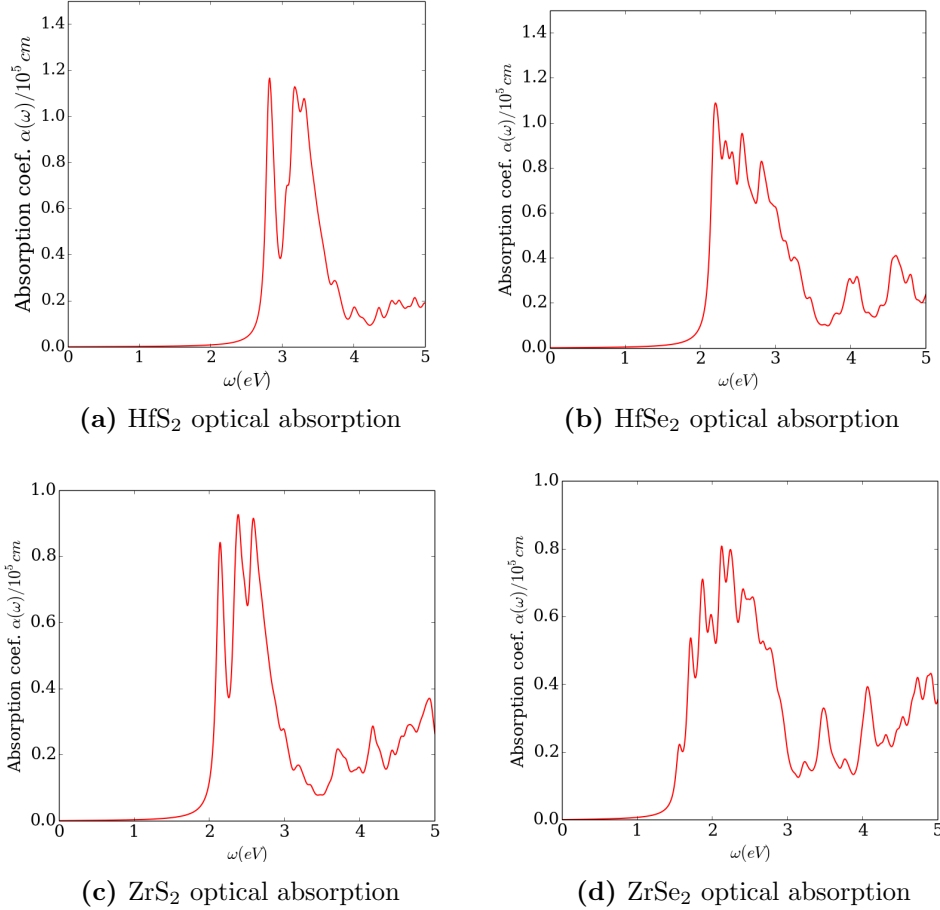 Absorption coef. α(ω)/10⁵ cm
1.4
1.2
1.0
0.8
0.6
0.4
0.2
0.0
0 1 2 3 4 5
ω(eV)
(a) HfS₂ optical absorption
Absorption coef. α(ω)/10⁵ cm
1.4
1.2
1.0
0.8
0.6
0.4
0.2
0.0
0 1 2 3 4 5
ω(eV)
(b) HfSe₂ optical absorption
Absorption coef. α(ω)/10⁵ cm
1.0
0.8
0.6
0.4
0.2
0.0
0 1 2 3 4 5
ω(eV)
(c) ZrS₂ optical absorption
Absorption coef. α(ω)/10⁵ cm
1.0
0.8
0.6
0.4
0.2
0.0
0 1 2 3 4 5
ω(eV)
(d) ZrSe₂ optical absorption